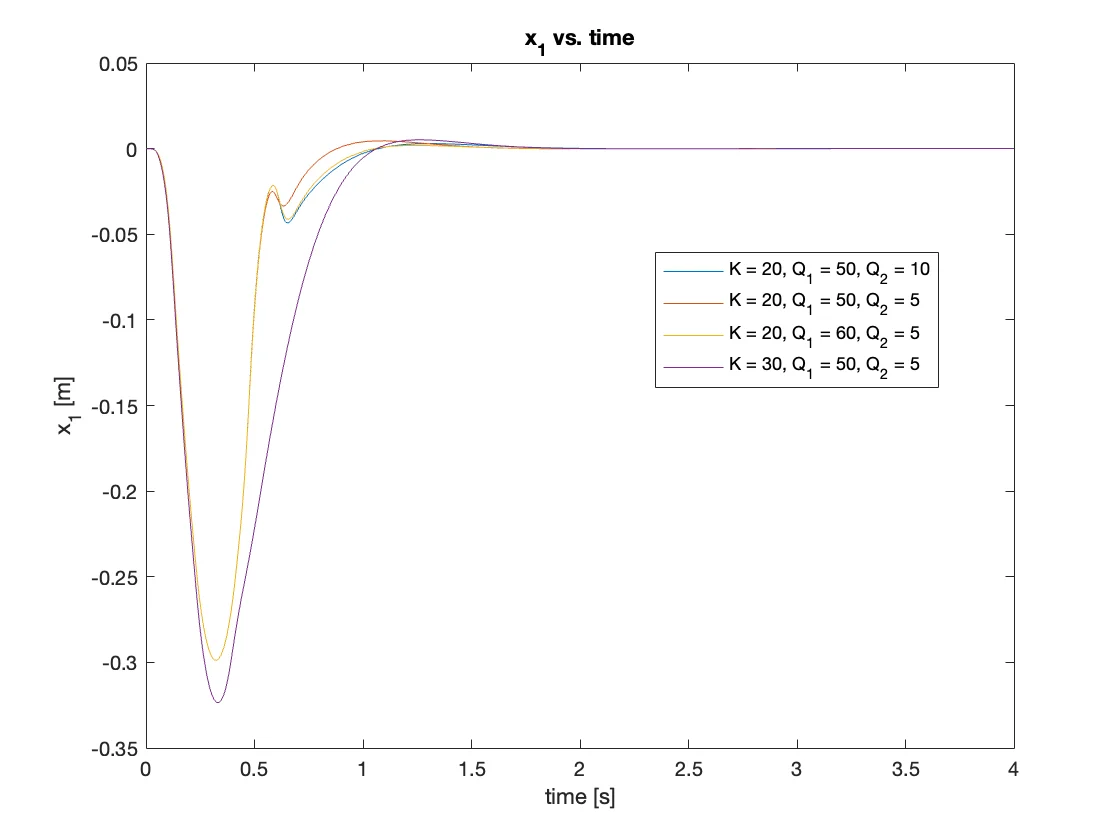 x₁ vs. time
0.05
0
-0.05
-0.1
-0.15
-0.2
-0.25
-0.3
-0.35
x₁ [m]
K = 20, Q₁ = 50, Q₂ = 10
K = 20, Q₁ = 50, Q₂ = 5
K = 20, Q₁ = 60, Q₂ = 5
K = 30, Q₁ = 50, Q₂ = 5
0 0.5 1 1.5 2 2.5 3 3.5 4
time [s]